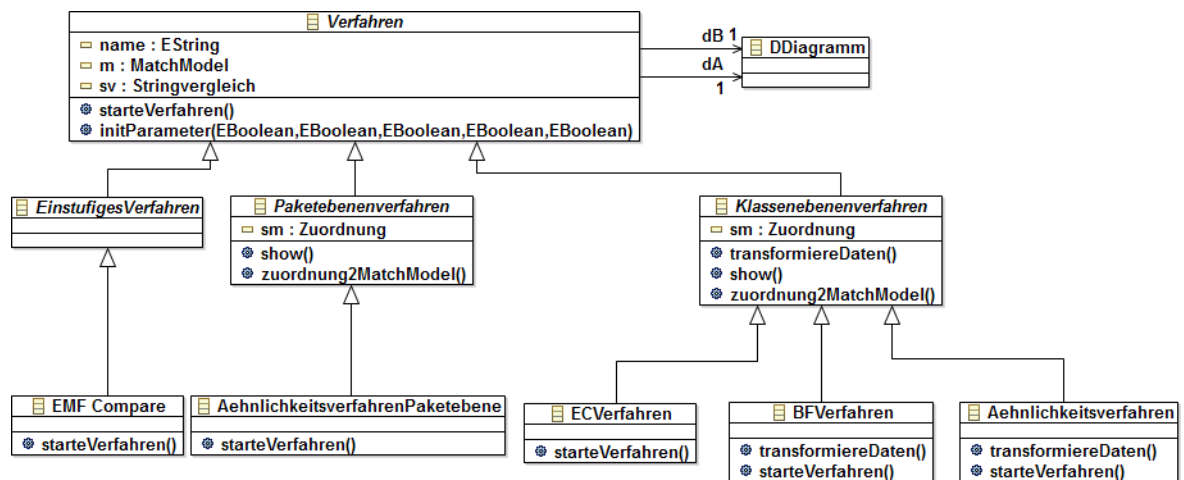 Verfahren
name : EString
m : MatchModel
sv : Stringvergleich
starteVerfahren()
initParameter(EBoolean,EBoolean,EBoolean,EBoolean,EBoolean)
dB 1
dA
1
DDiagramm
EinstufigesVerfahren
Paketebenenverfahren
sm : Zuordnung
show()
zuordnung2MatchModel()
Klassenebenenverfahren
sm : Zuordnung
transformiereDaten()
show()
zuordnung2MatchModel()
EMF Compare
starteVerfahren()
AehnlichkeitsverfahrenPaketebene
starteVerfahren()
ECVerfahren
starteVerfahren()
BFVerfahren
transformiereDaten()
starteVerfahren()
Aehnlichkeitsverfahren
transformiereDaten()
starteVerfahren()